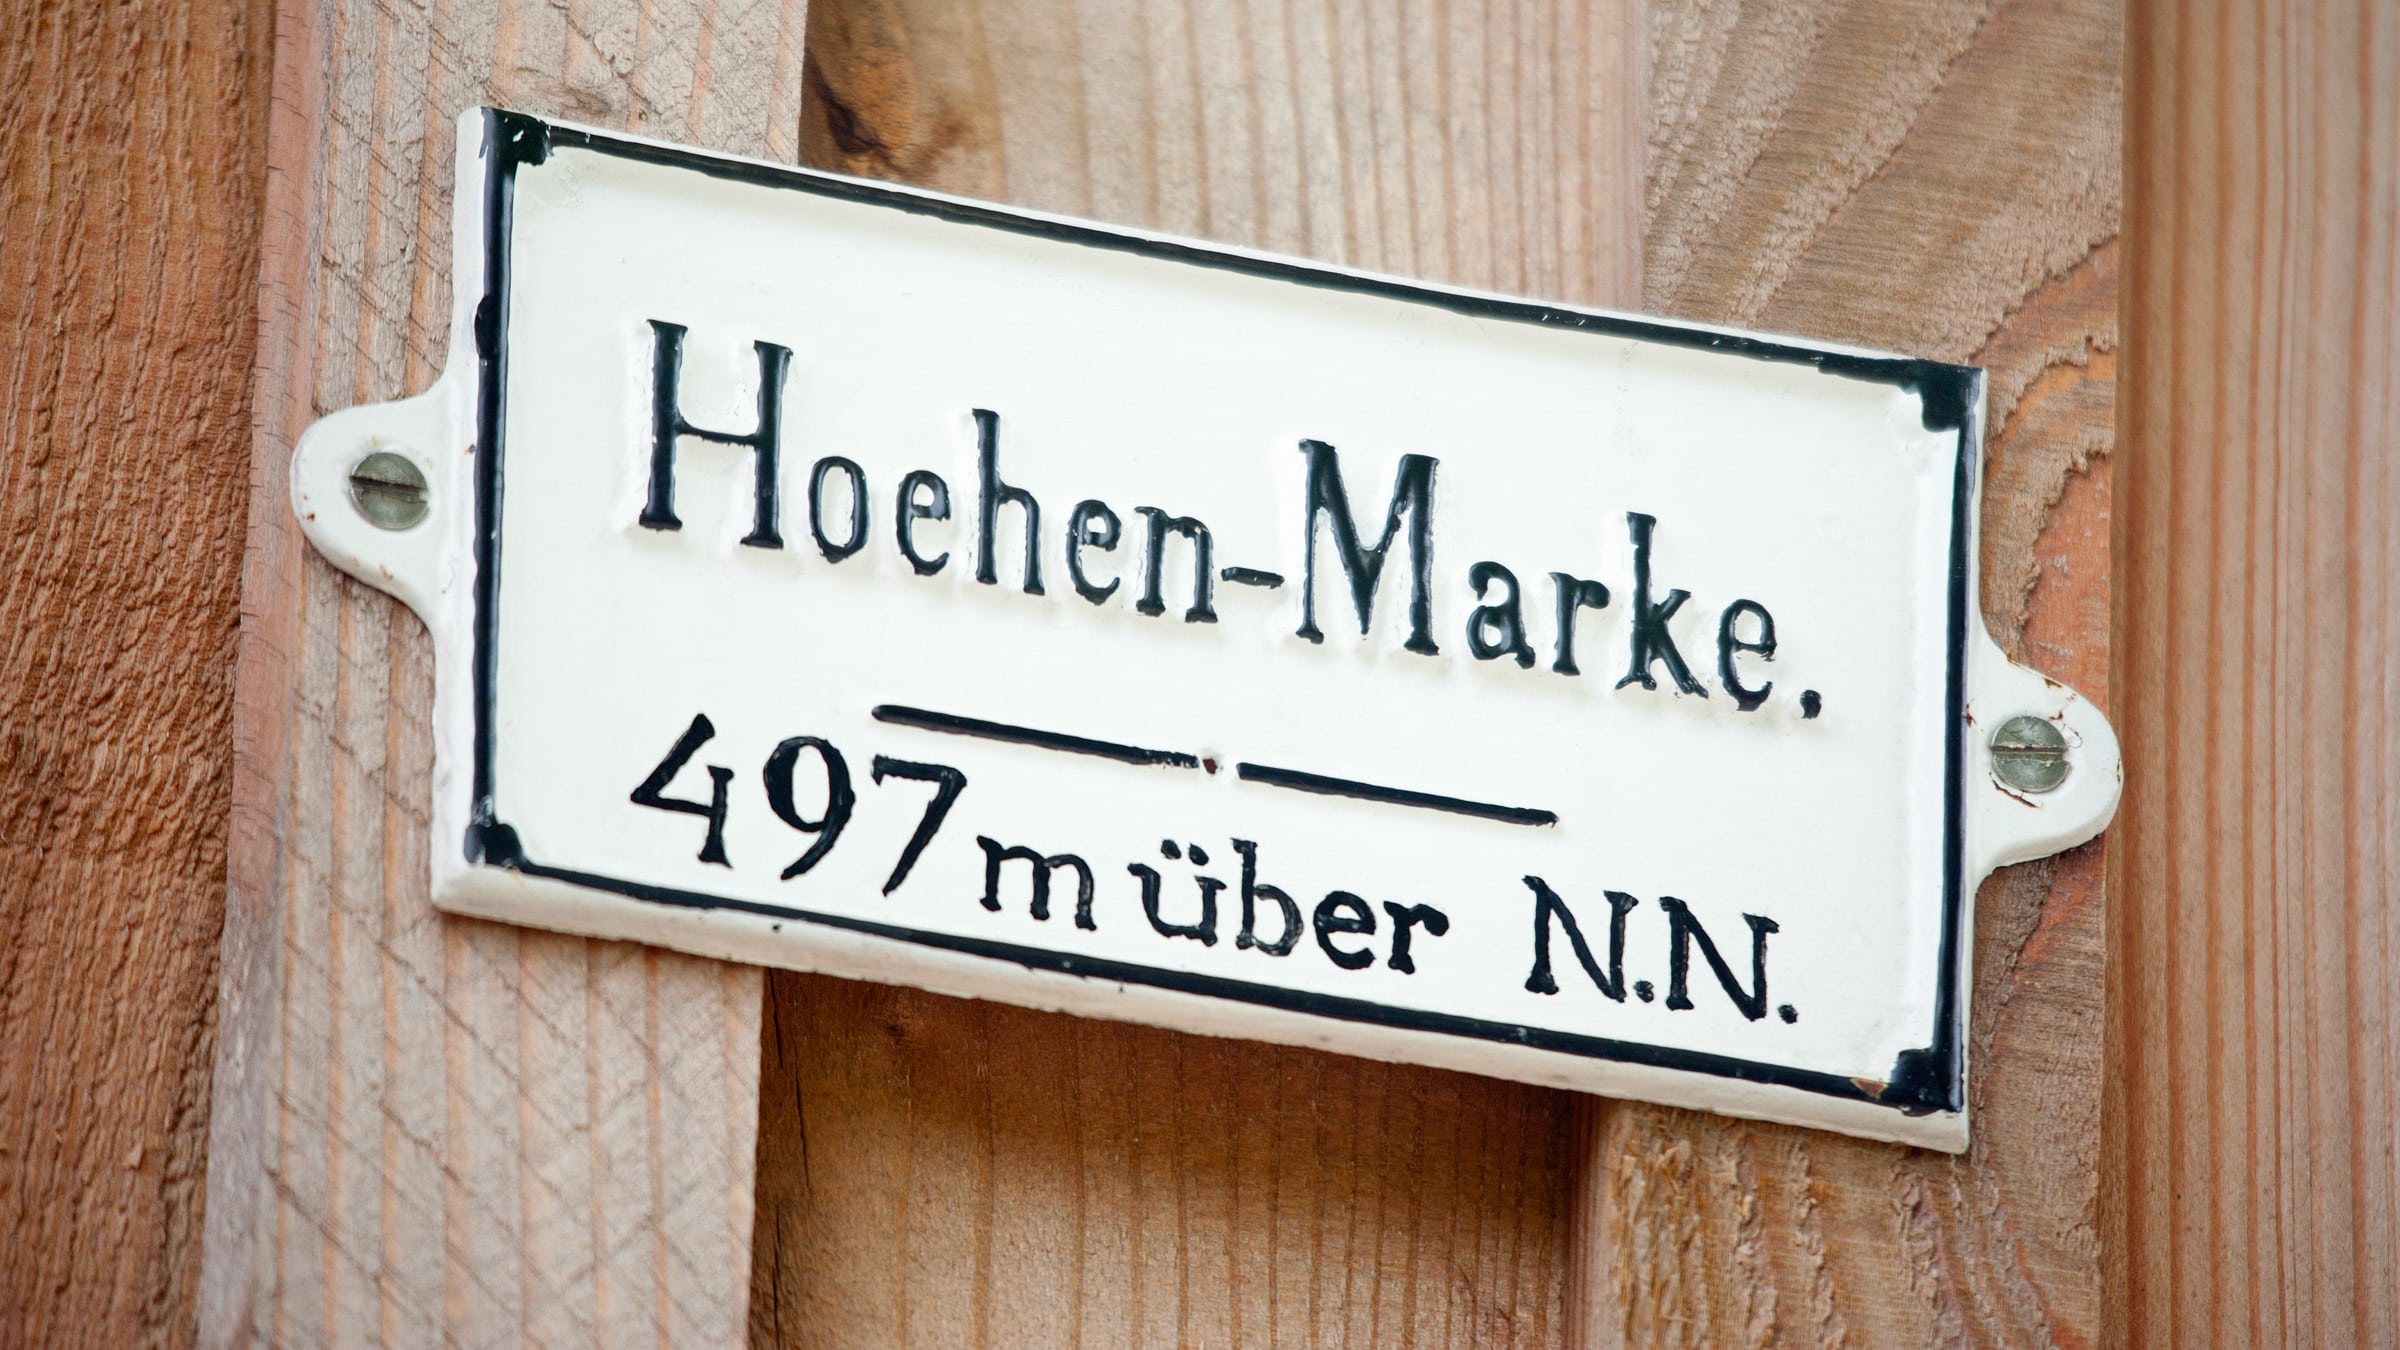 Hoehen-Marke.
497 m über N.N.